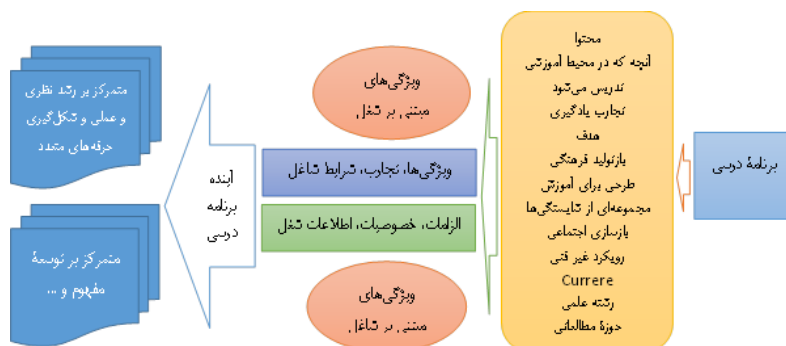 برنامهٔ درسی
محتوا
آنچه که در محیط آموزشی
تدریس می‌شود
تجارب یادگیری
هدف
بازتولید فرهنگی
طرحی برای آموزش
مجموعه‌ای از شایستگی‌ها
بازسازی اجتماعی
رویکرد غیر فنی
Currere
رشته علمی
حوزهٔ مطالعاتی
ویژگی‌های
مبتنی بر شغل
ویژگی‌ها، تجارب، شرایط شاغل
الزامات، خصوصیات، اطلاعات شغل
ویژگی‌های
مبتنی بر شاغل
آینده
برنامه
درسی
متمرکز بر رشد نظری
و عملی و شکل‌گیری
حرفه‌های متعدد
متمرکز بر توسعهٔ
مفهوم و ...